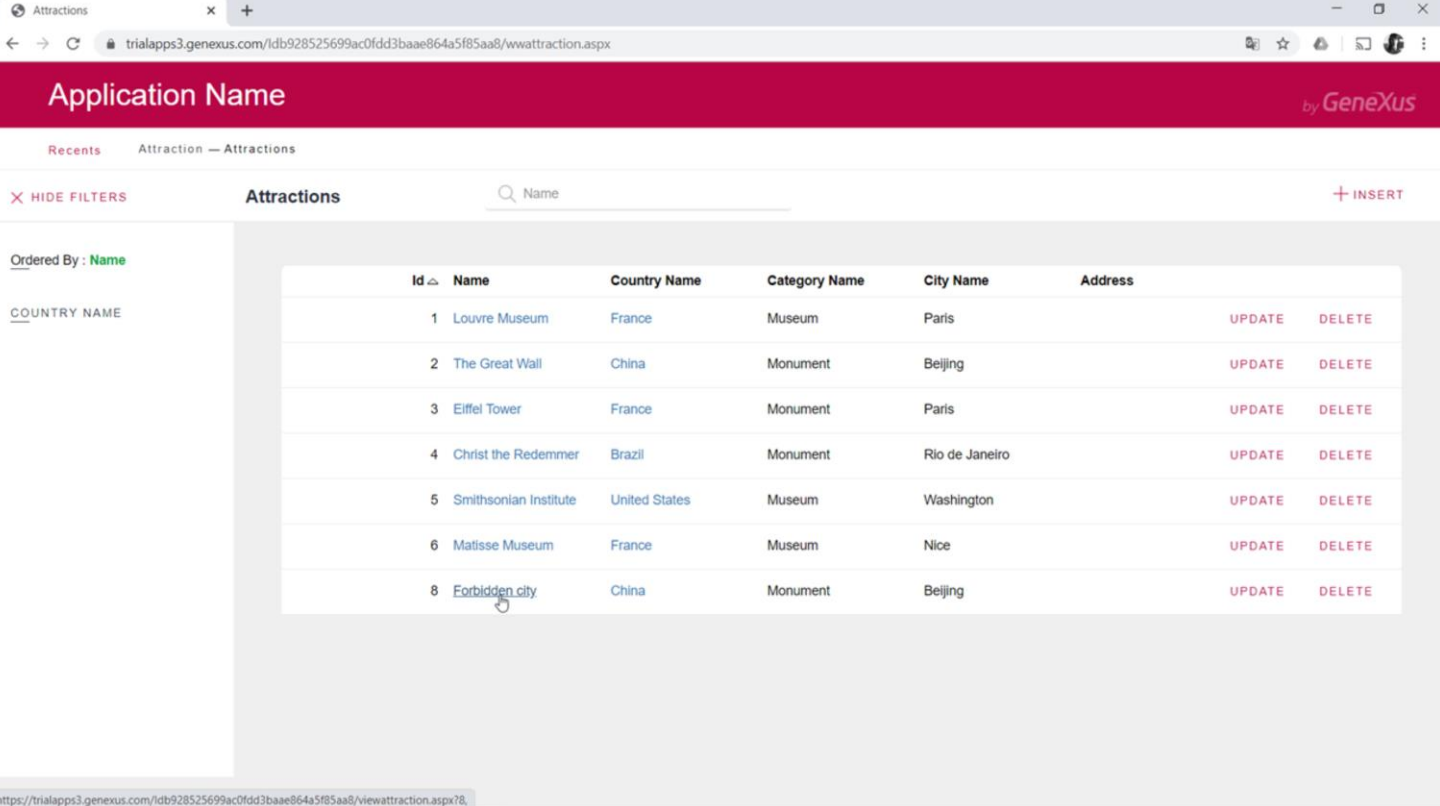 Attractions
trialapps3.genexus.com/Idb928525699ac0fdd3baae864a5f85aa8/wwattraction.aspx
Application Name
by GeneXus
Recents Attraction — Attractions
HIDE FILTERS Attractions Name INSERT
Ordered By : Name
COUNTRY NAME
Id Name Country Name Category Name City Name Address
1 Louvre Museum France Museum Paris UPDATE DELETE
2 The Great Wall China Monument Beijing UPDATE DELETE
3 Eiffel Tower France Monument Paris UPDATE DELETE
4 Christ the Redemmer Brazil Monument Rio de Janeiro UPDATE DELETE
5 Smithsonian Institute United States Museum Washington UPDATE DELETE
6 Matisse Museum France Museum Nice UPDATE DELETE
8 Forbidden city China Monument Beijing UPDATE DELETE
ttps://trialapps3.genexus.com/Idb928525699ac0fdd3baae864a5f85aa8/viewattraction.aspx?8,